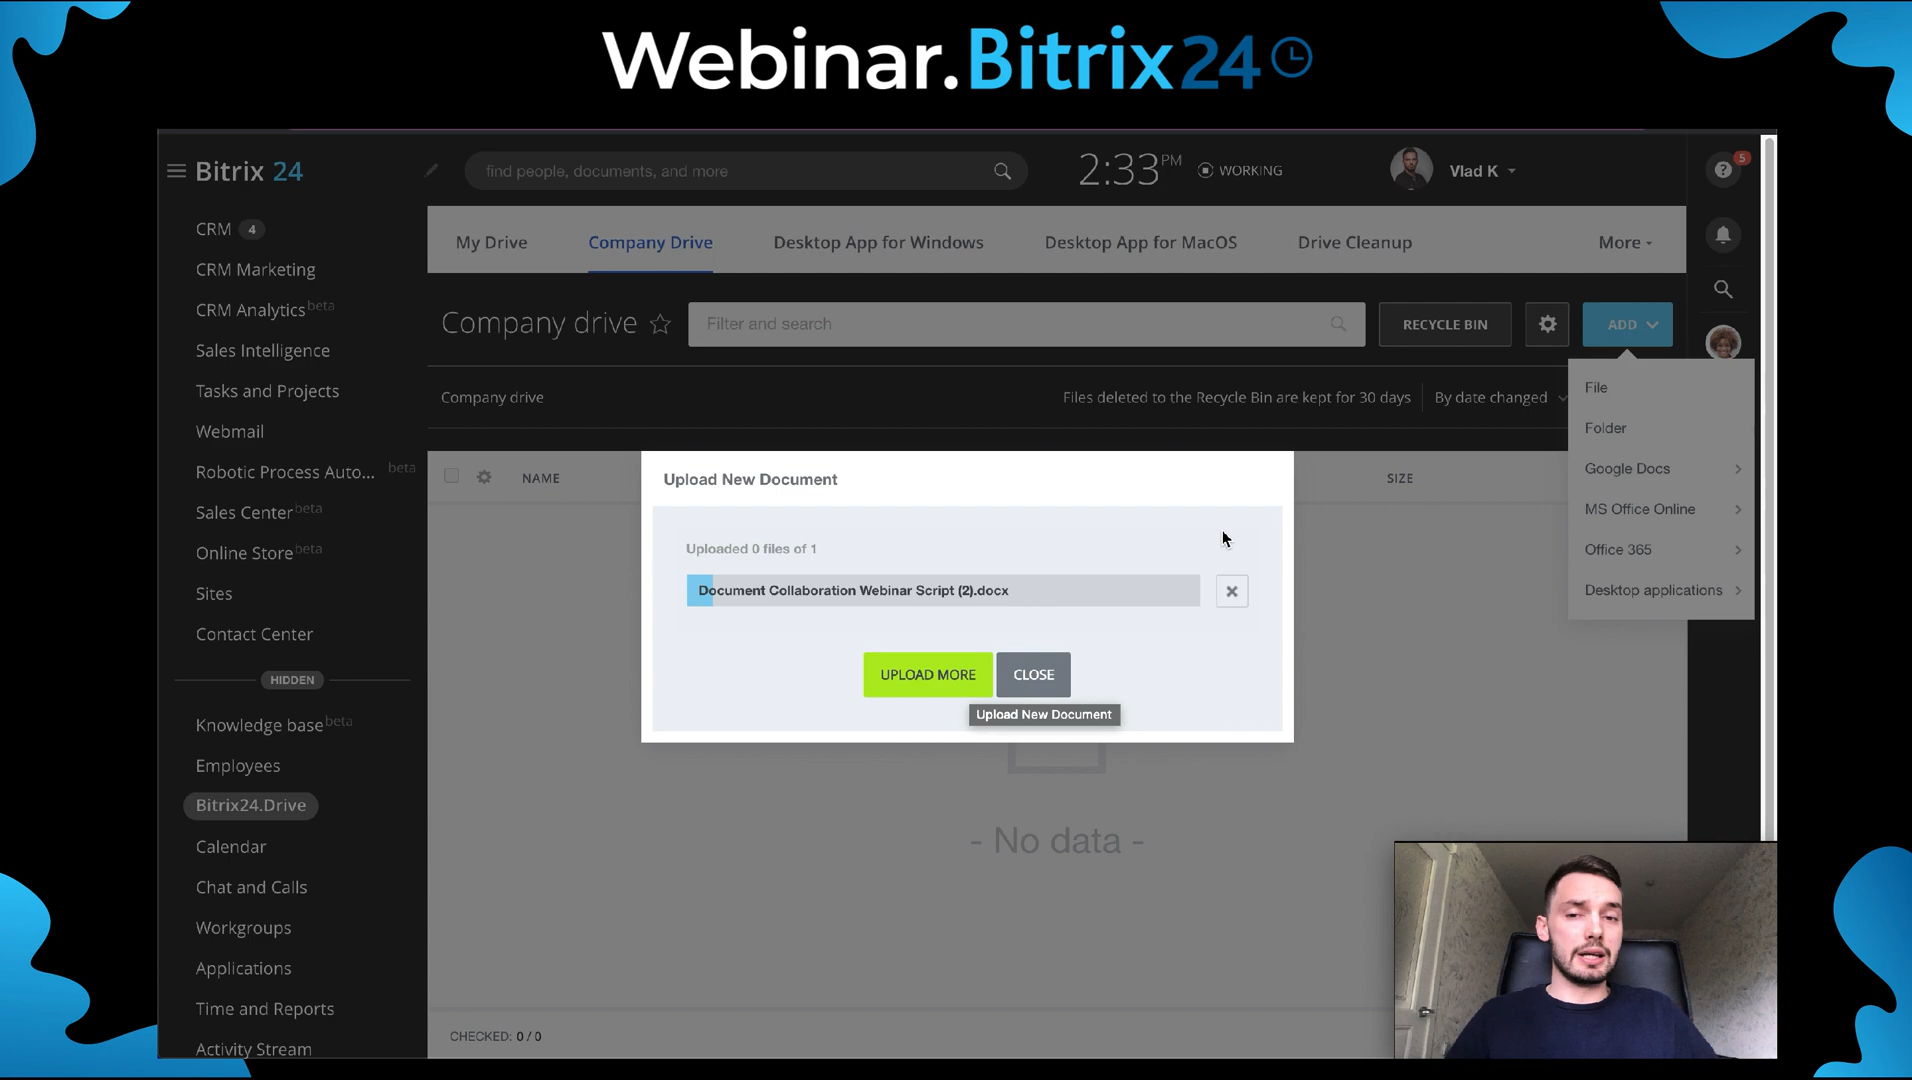 Webinar.Bitrix24
Bitrix 24
find people, documents, and more
2:33 PM
WORKING
Vlad K
5
CRM 4
CRM Marketing
CRM Analytics beta
Sales Intelligence
Tasks and Projects
Webmail
Robotic Process Auto... beta
Sales Center beta
Online Store beta
Sites
Contact Center
HIDDEN
Knowledge base beta
Employees
Bitrix24.Drive
Calendar
Chat and Calls
Workgroups
Applications
Time and Reports
Activity Stream
My Drive
Company Drive
Desktop App for Windows
Desktop App for MacOS
Drive Cleanup
More
Company drive
Filter and search
RECYCLE BIN
ADD
Company drive
Files deleted to the Recycle Bin are kept for 30 days
By date changed
File
Folder
Google Docs
MS Office Online
Office 365
Desktop applications
NAME
SIZE
Upload New Document
Uploaded 0 files of 1
Document Collaboration Webinar Script (2).docx
UPLOAD MORE
CLOSE
Upload New Document
- No data -
CHECKED: 0 / 0